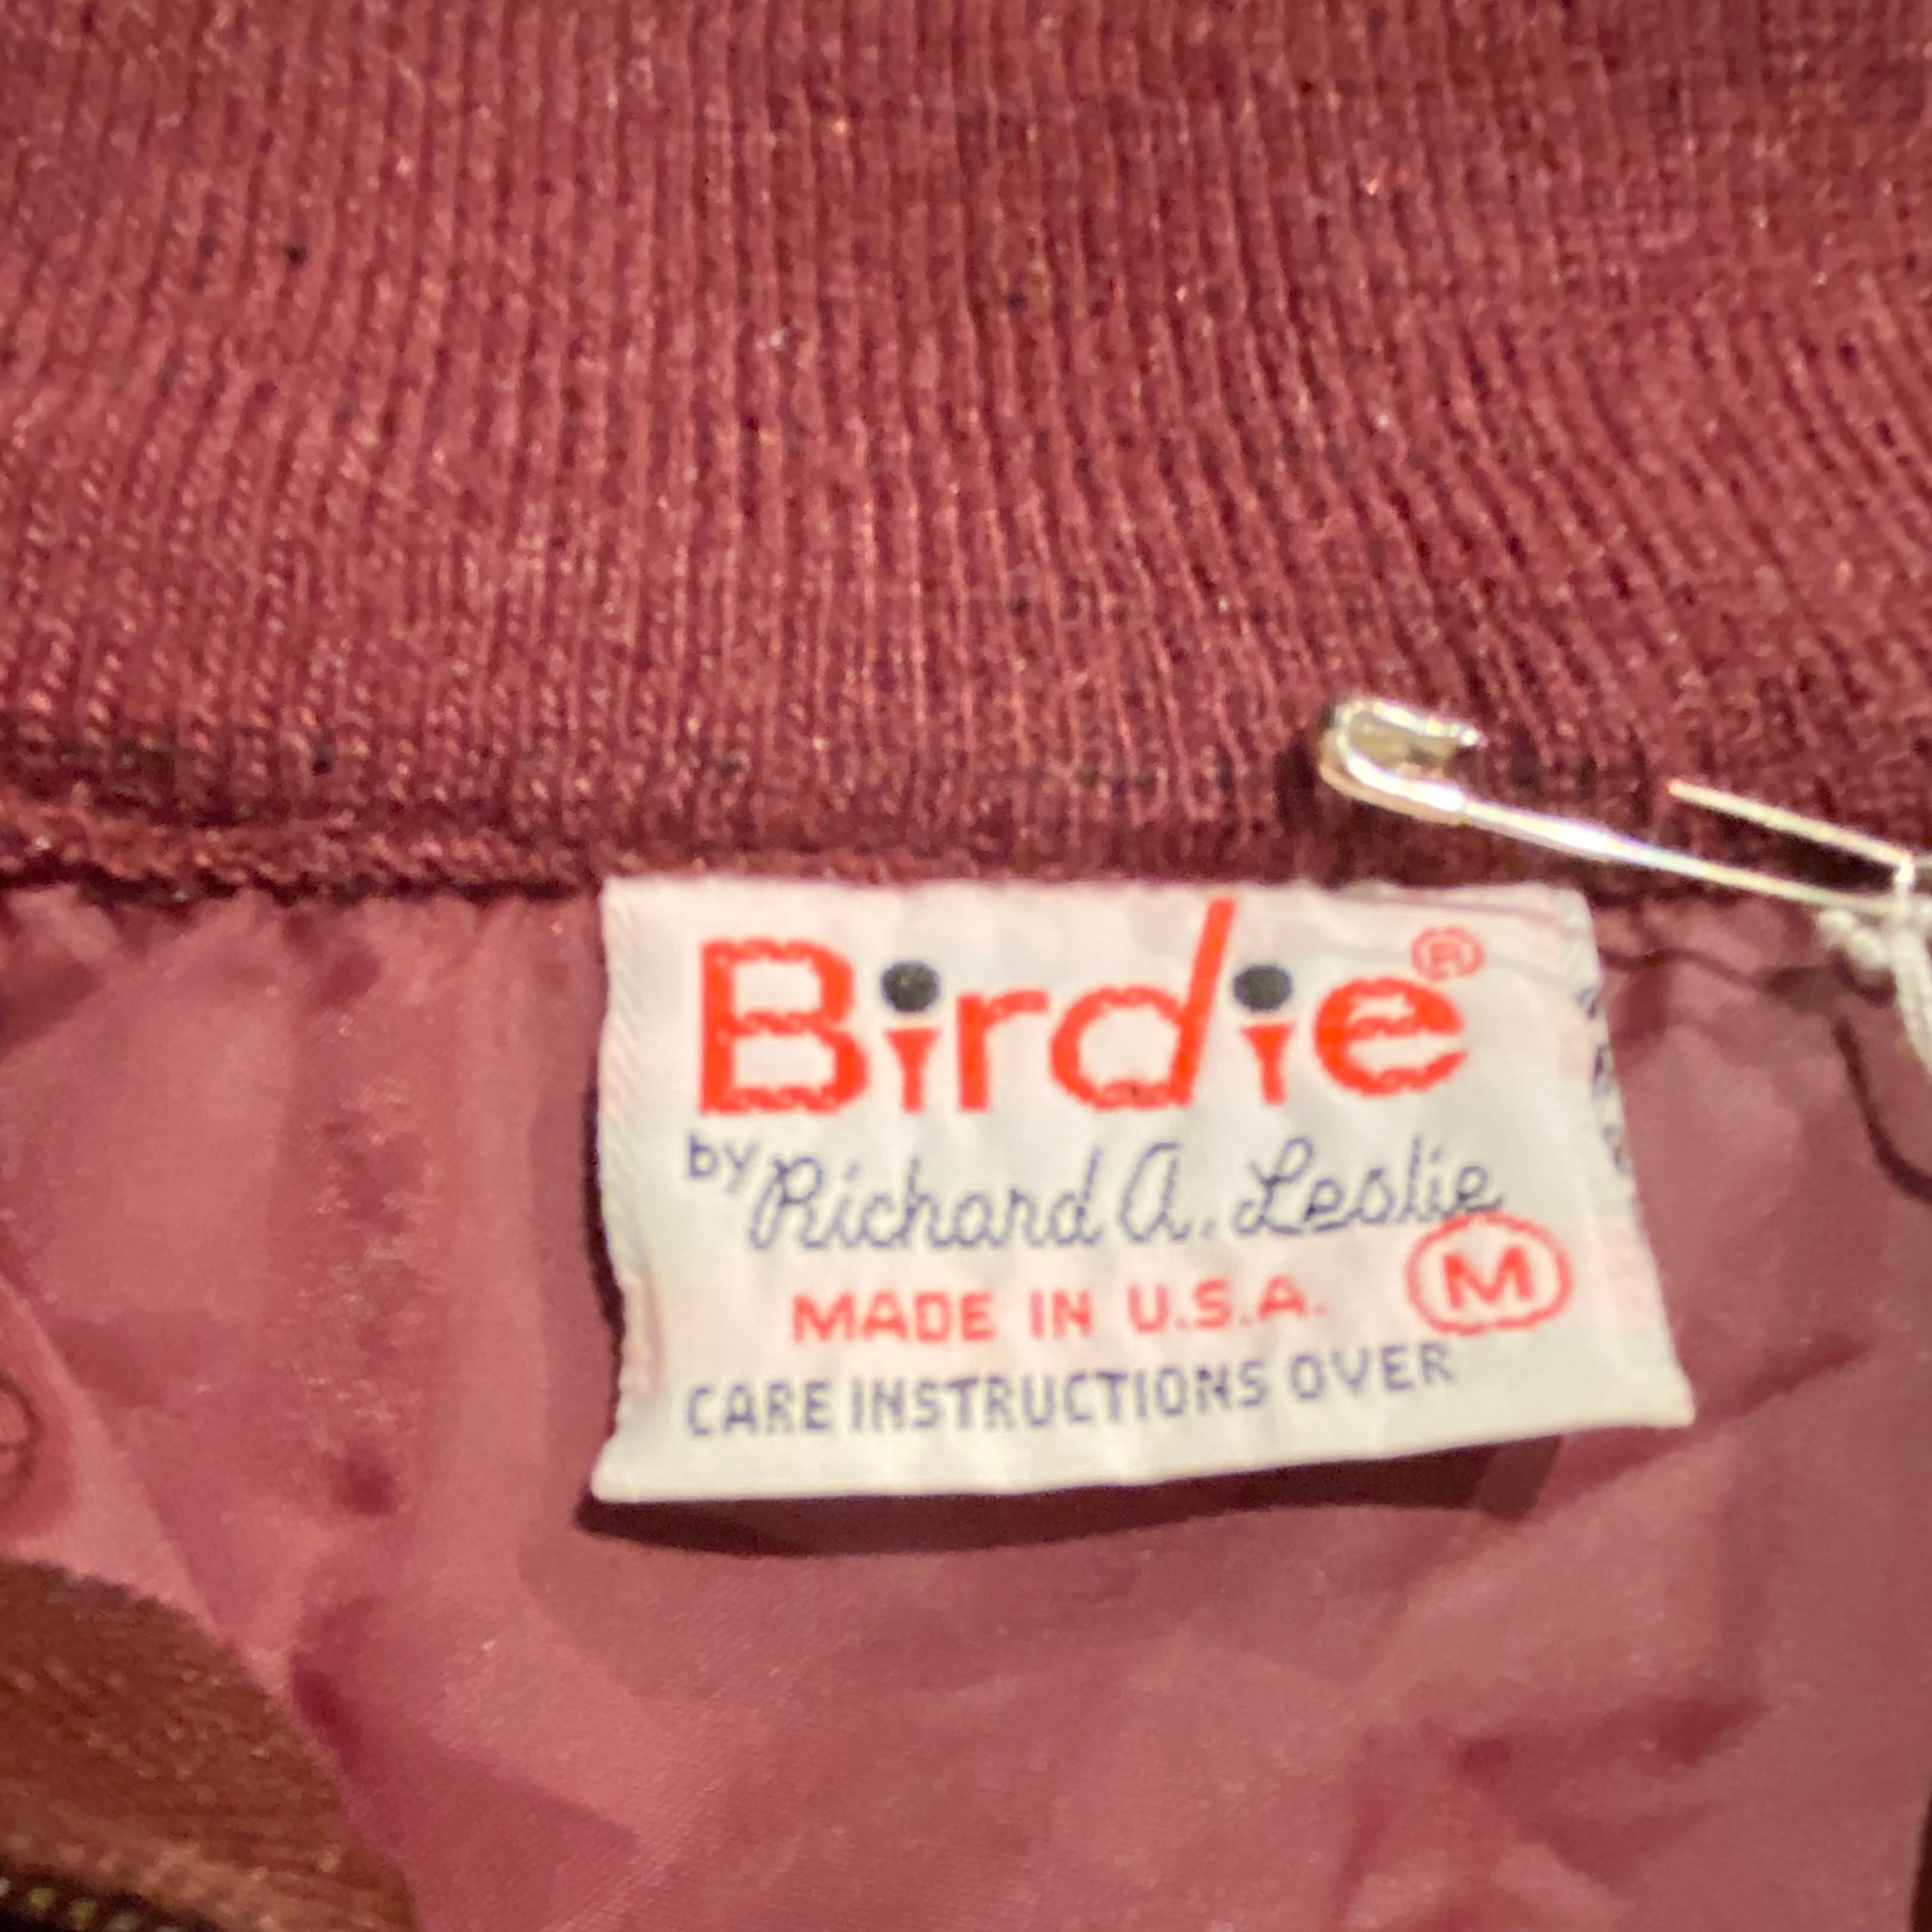 Birdie®
by Richard A. Leslie
MADE IN U.S.A. M
CARE INSTRUCTIONS OVER